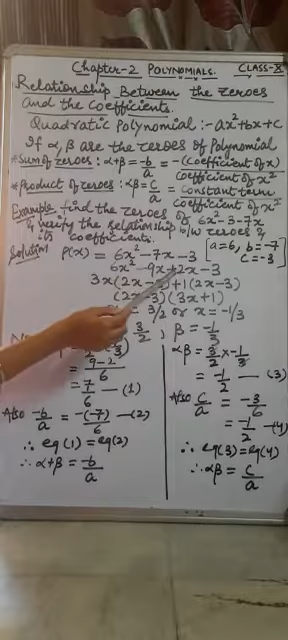 Chapter-2 POLYNOMIALS. CLASS-X
Relationship Between the zeroes
and the coefficients.
Quadratic Polynomial :- ax²+bx+c
If α, β are the zeroes of Polynomial
*Sum of zeroes: α+β = -b/a = -(Coefficient of x)/Coefficient of x²
*Product of zeroes: αβ = c/a = Constant term/Coefficient of x²
Example find the zeroes of 6x²-3-7x
& verify the relationship b/w zeroes &
its coefficients.
Solution P(x) = 6x²-7x-3 [a=6, b=-7
c=-3]
6x²-9x+2x-3
+1(2x-3)
(3x+1)
3/2 or x=-1/3
3/2, β = -1/3
= 9-2/6
= 7/6 — (1)
Also -b/a = -(-7)/6 — (2)
∴ eq(1) = eq(2)
∴ α+β = -b/a
αβ = 3/2 × -1/3
= -1/2 — (3)
Also c/a = -3/6
= -1/2 — (4)
∴ eq(3) = eq(4)
∴ αβ = c/a